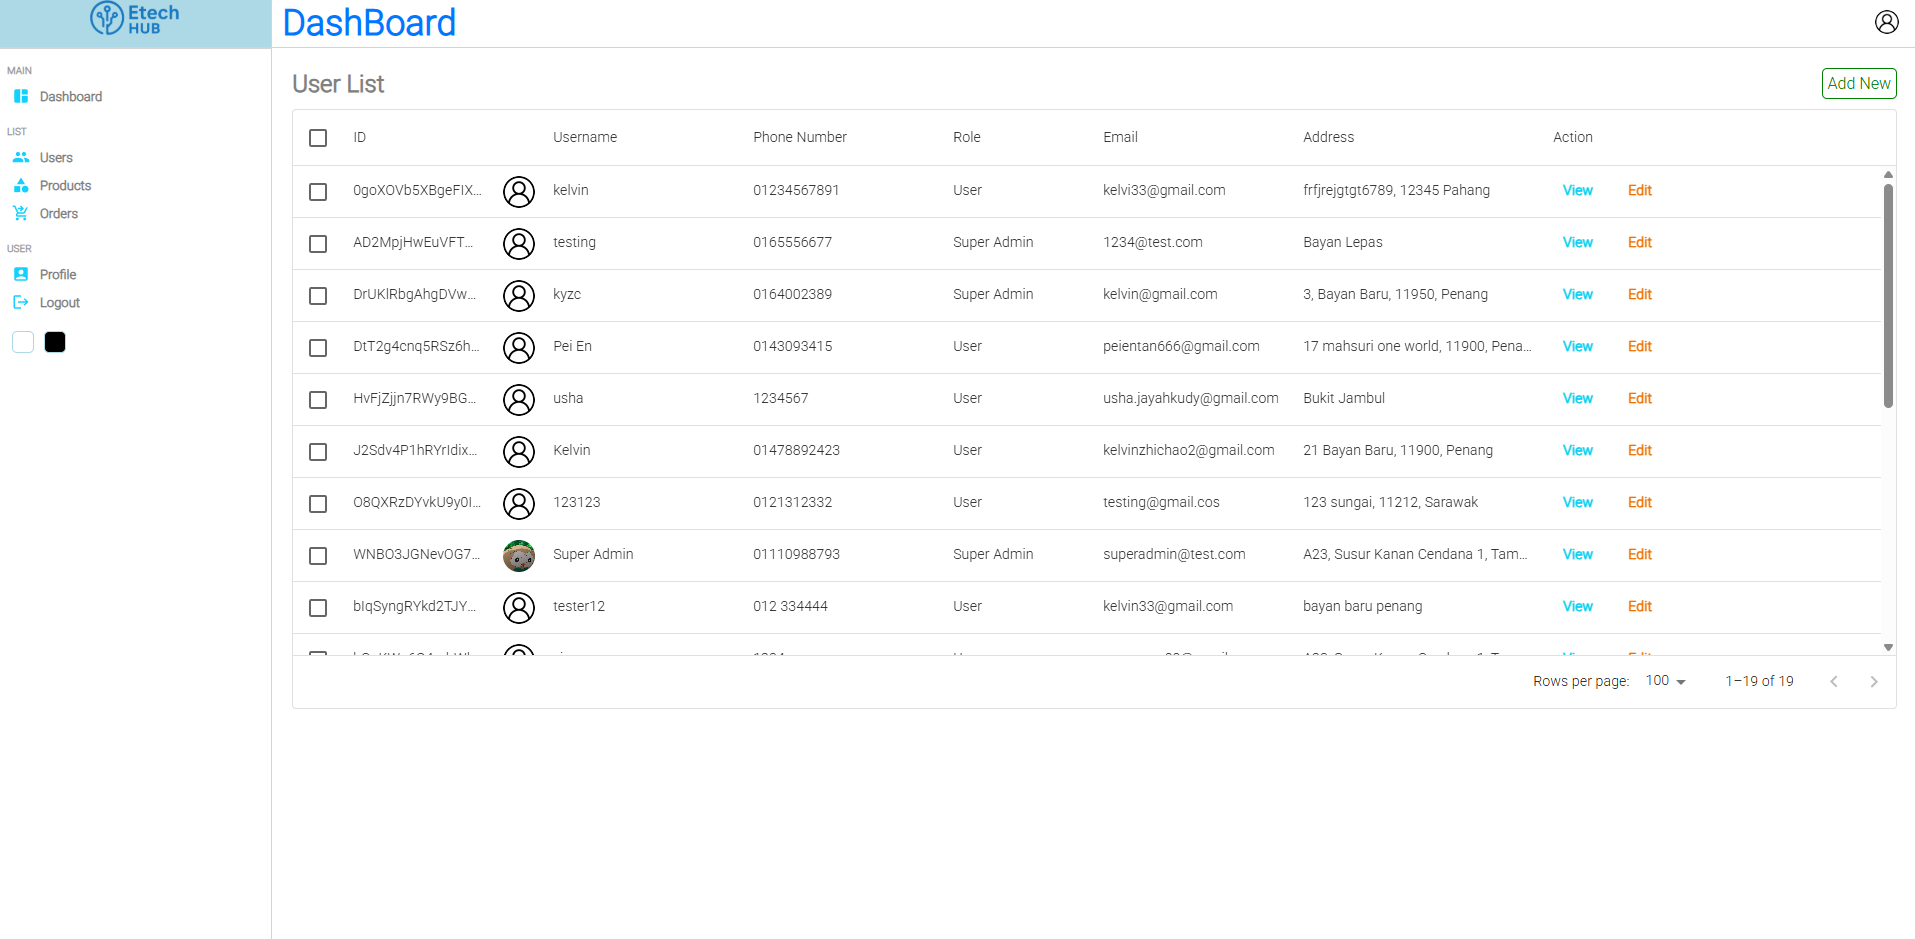 Etech
HUB
DashBoard
MAIN
Dashboard
LIST
Users
Products
Orders
USER
Profile
Logout
User List
Add New
ID Username Phone Number Role Email Address Action
0goXOVb5XBgeFIX... kelvin 01234567891 User kelvi33@gmail.com frfjrejgtgt6789, 12345 Pahang View Edit
AD2MpjHwEuVFT... testing 0165556677 Super Admin 1234@test.com Bayan Lepas View Edit
DrUKlRbgAhgDVw... kyzc 0164002389 Super Admin kelvin@gmail.com 3, Bayan Baru, 11950, Penang View Edit
DtT2g4cnq5RSz6h... Pei En 0143093415 User peientan666@gmail.com 17 mahsuri one world, 11900, Pena... View Edit
HvFjZjjn7RWy9BG... usha 1234567 User usha.jayahkudy@gmail.com Bukit Jambul View Edit
J2Sdv4P1hRYrIdix... Kelvin 01478892423 User kelvinzhichao2@gmail.com 21 Bayan Baru, 11900, Penang View Edit
O8QXRzDYvkU9y0I... 123123 0121312332 User testing@gmail.cos 123 sungai, 11212, Sarawak View Edit
WNBO3JGNevOG7... Super Admin 01110988793 Super Admin superadmin@test.com A23, Susur Kanan Cendana 1, Tam... View Edit
bIqSyngRYkd2TJY... tester12 012 334444 User kelvin33@gmail.com bayan baru penang View Edit
Rows per page: 100 1–19 of 19